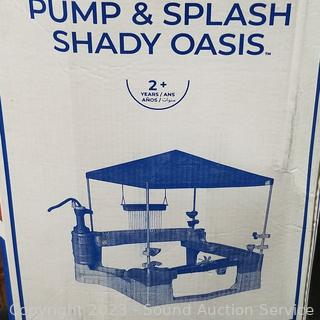 PUMP & SPLASH
SHADY OASIS™
2+
YEARS / ANS
AÑOS / سنوات
Copyright 2023 - Sound Auction Service